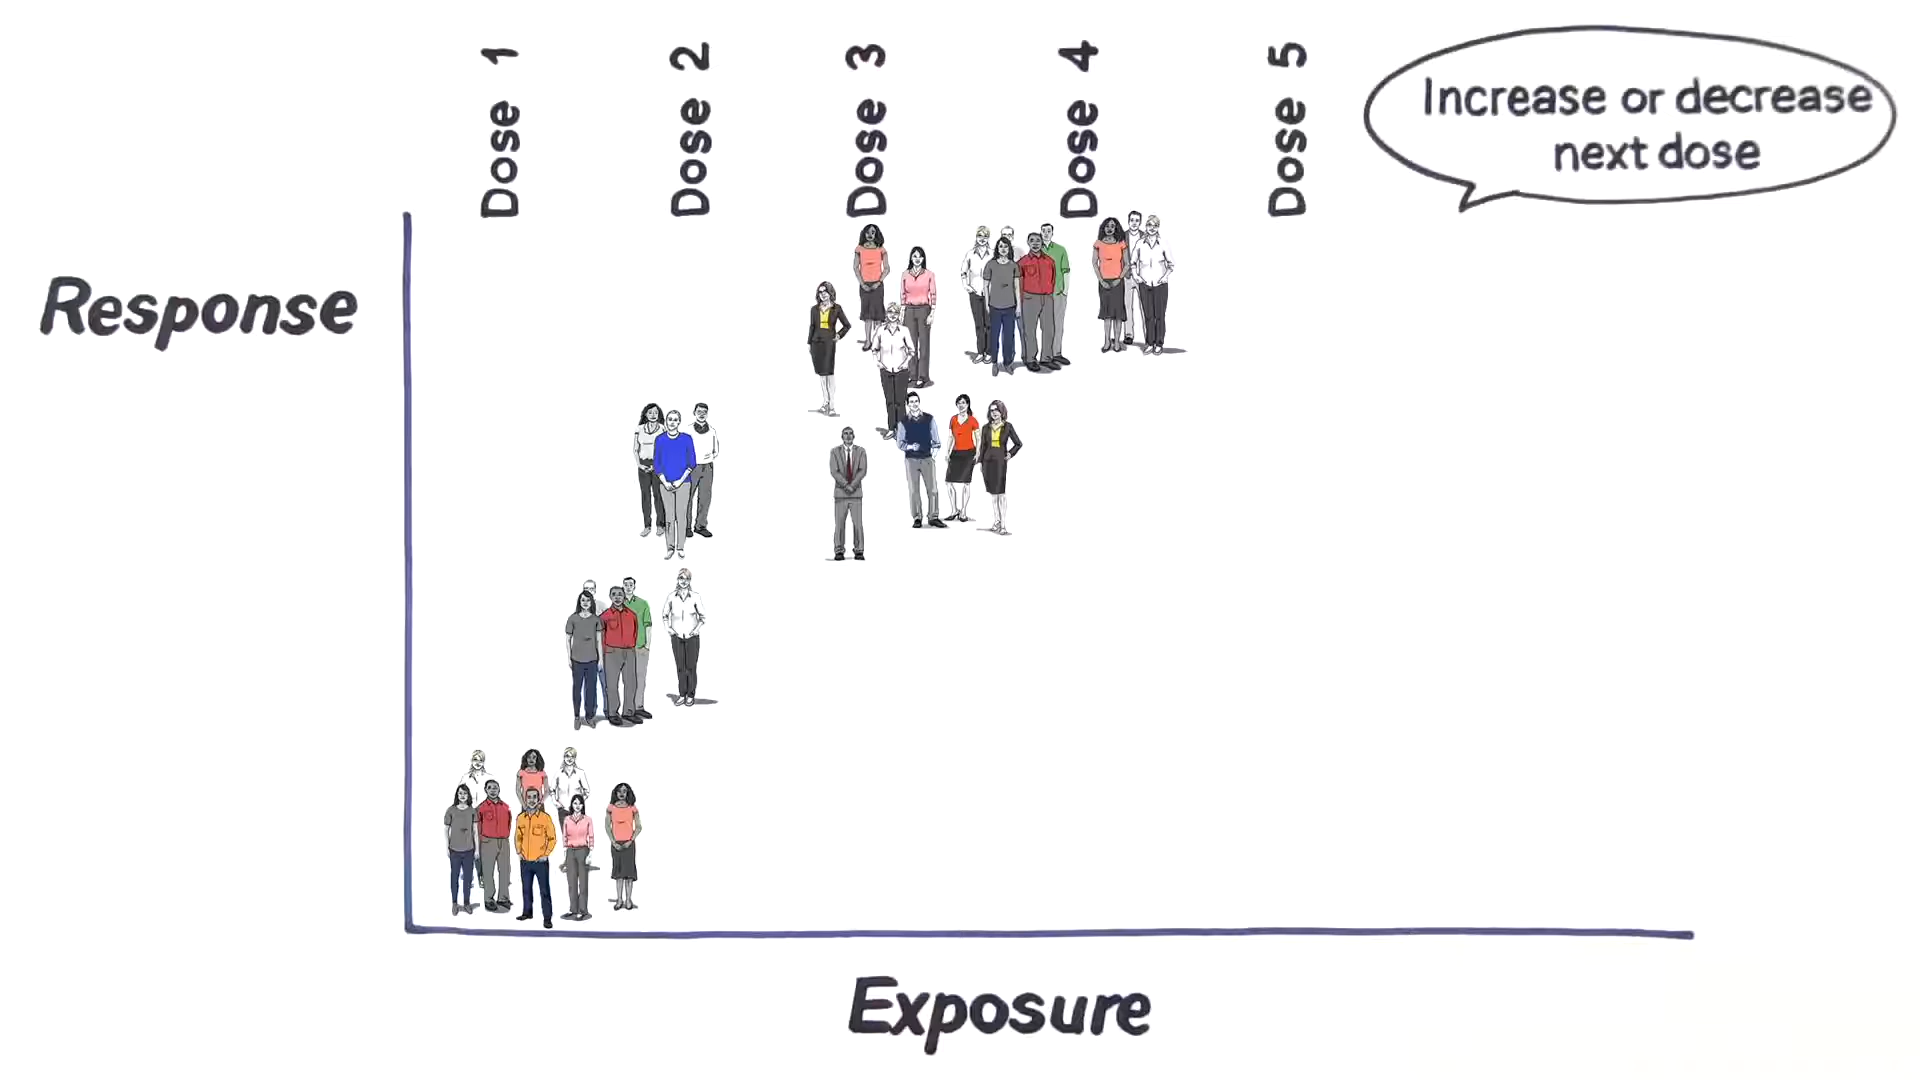 Dose 1
Dose 2
Dose 3
Dose 4
Dose 5
Increase or decrease
next dose
Response
Exposure